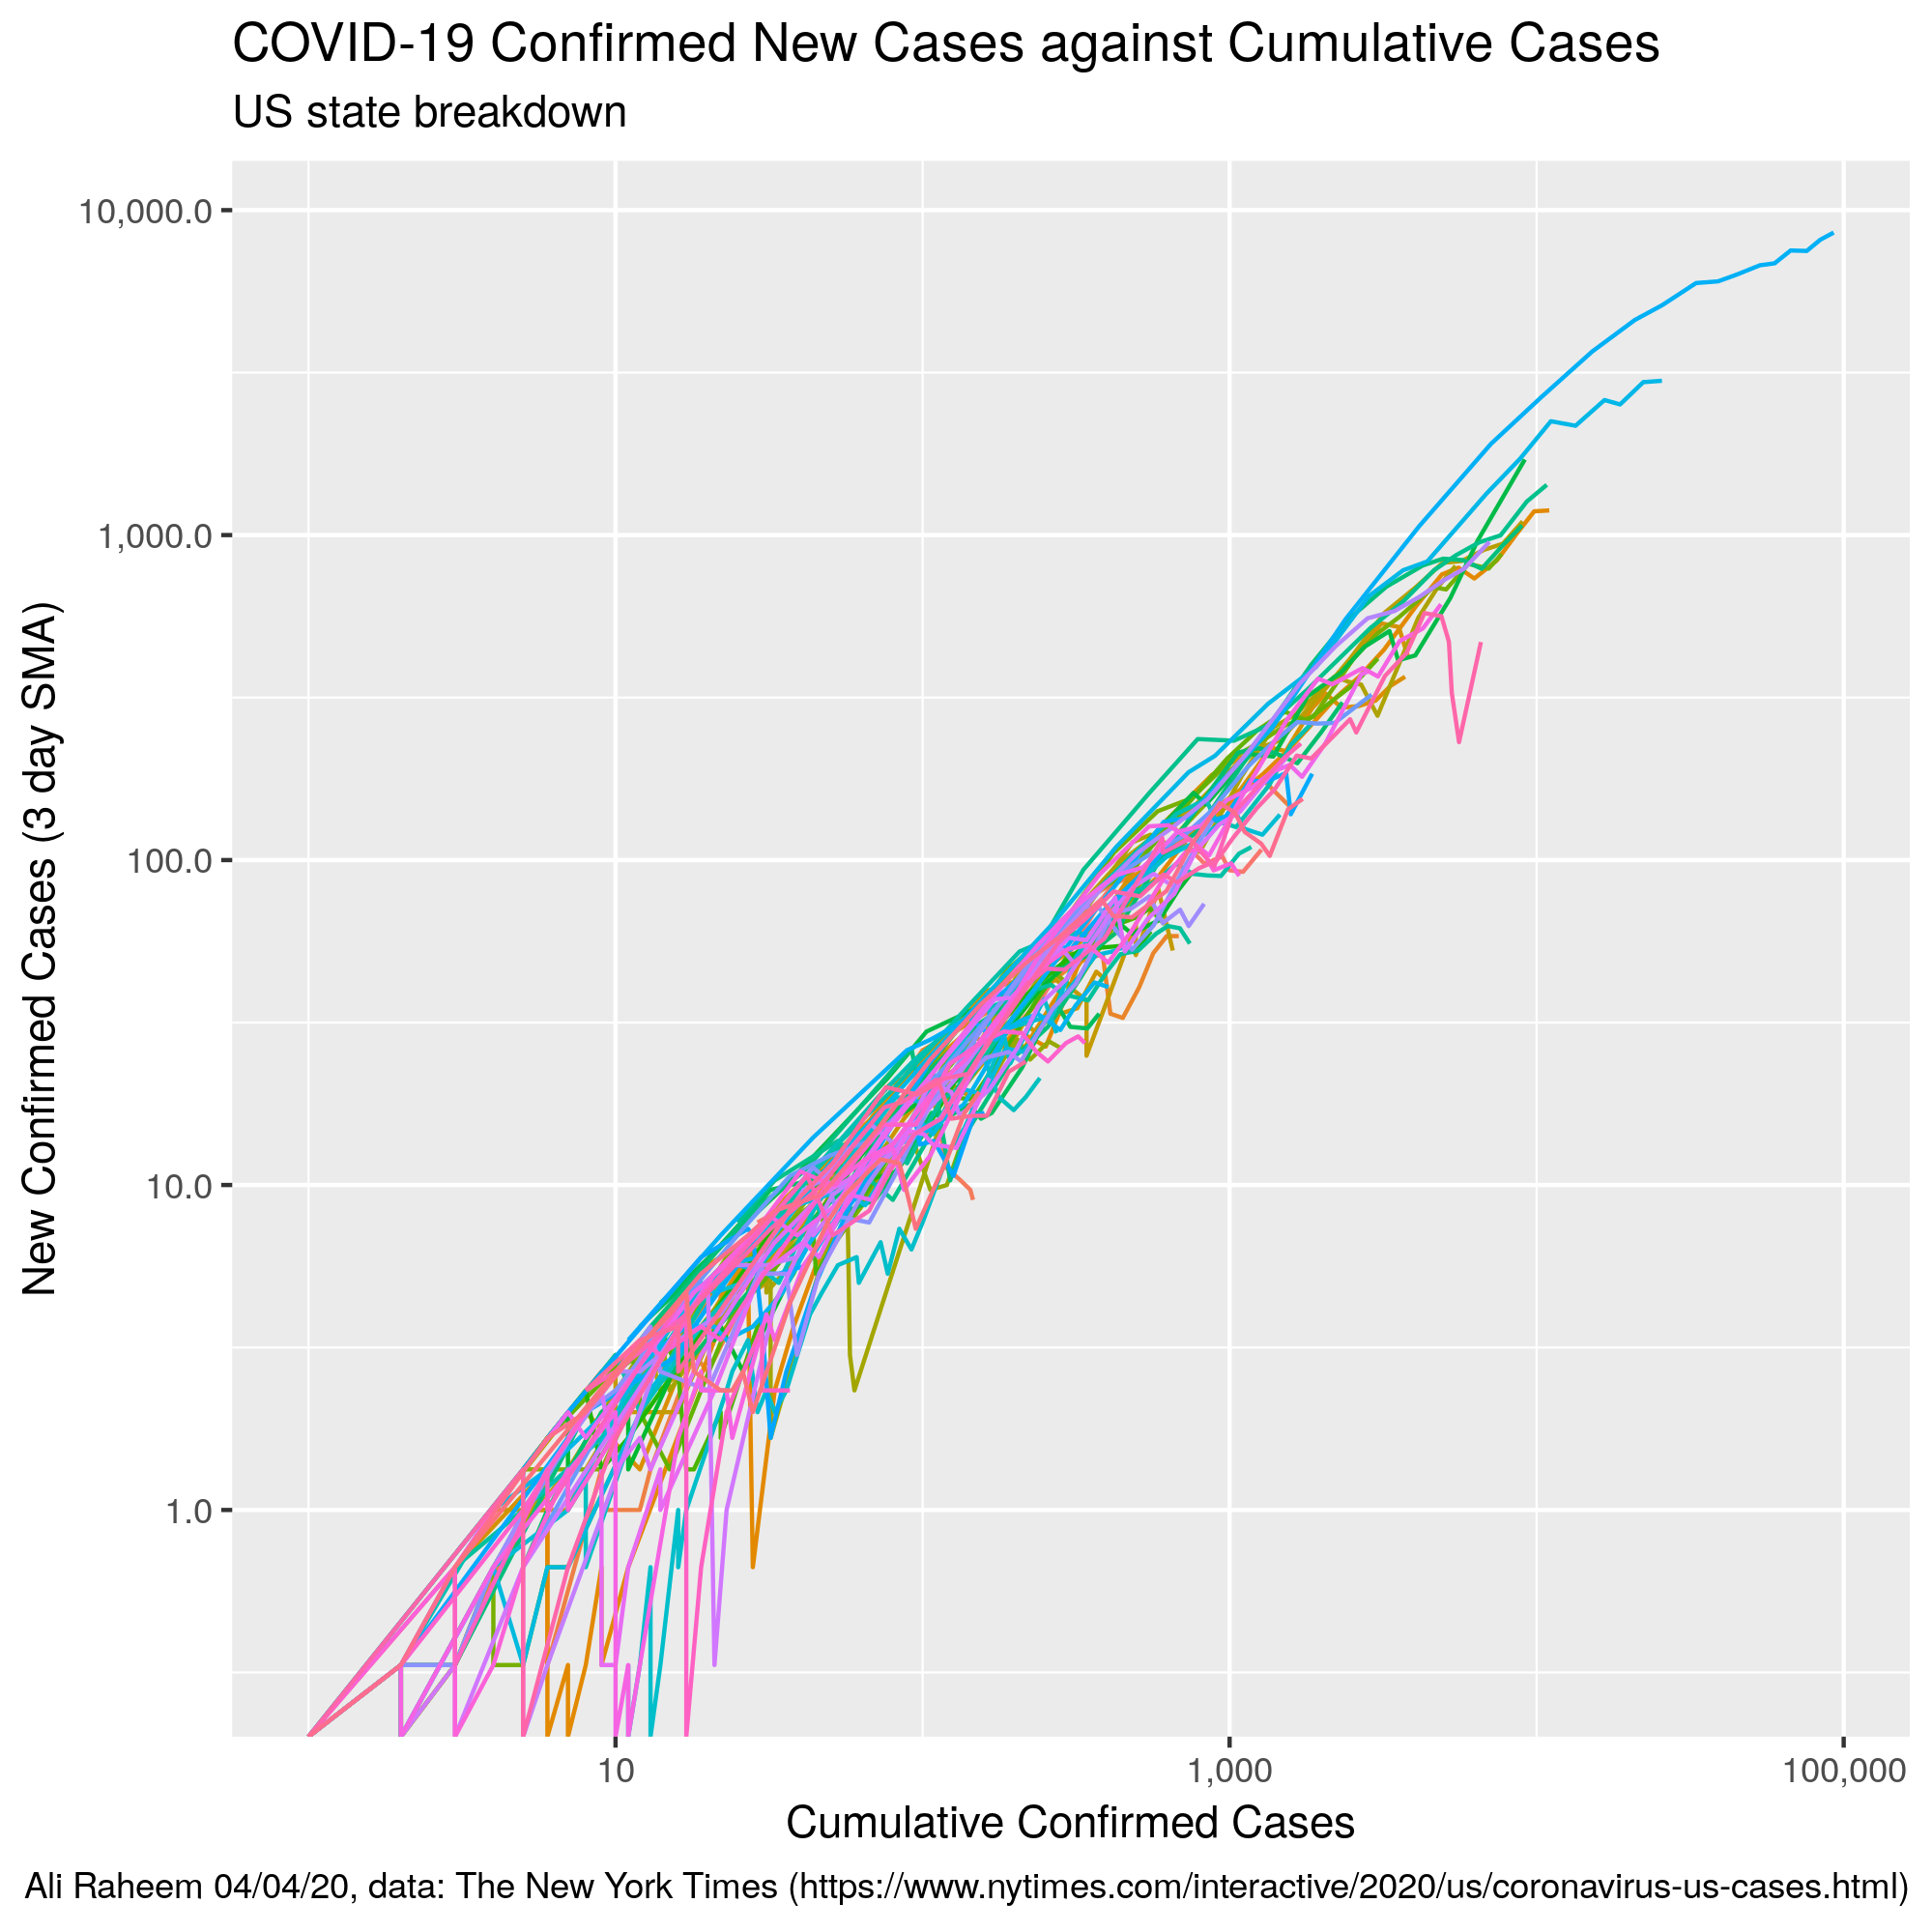 COVID-19 Confirmed New Cases against Cumulative Cases
US state breakdown
New Confirmed Cases (3 day SMA)
10,000.0
1,000.0
100.0
10.0
1.0
10
1,000
100,000
Cumulative Confirmed Cases
Ali Raheem 04/04/20, data: The New York Times (https://www.nytimes.com/interactive/2020/us/coronavirus-us-cases.html)